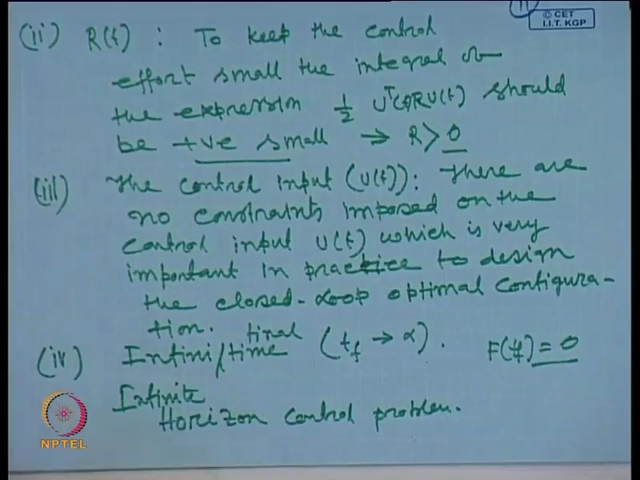 11
© CET
I.I.T. KGP
(ii) R(t) : To keep the control
effort small the integral of
the expression 1/2 Uᵀ(t)RU(t) should
be +ve small → R>0
(iii) The control input (U(t)): There are
no constraints imposed on the
control input U(t) which is very
important in practice to design
the closed-loop optimal configura-
tion.
(iv) Infini/time final (t_f → α). F(t_f) = 0
Infinite
Horizon control problem.
NPTEL